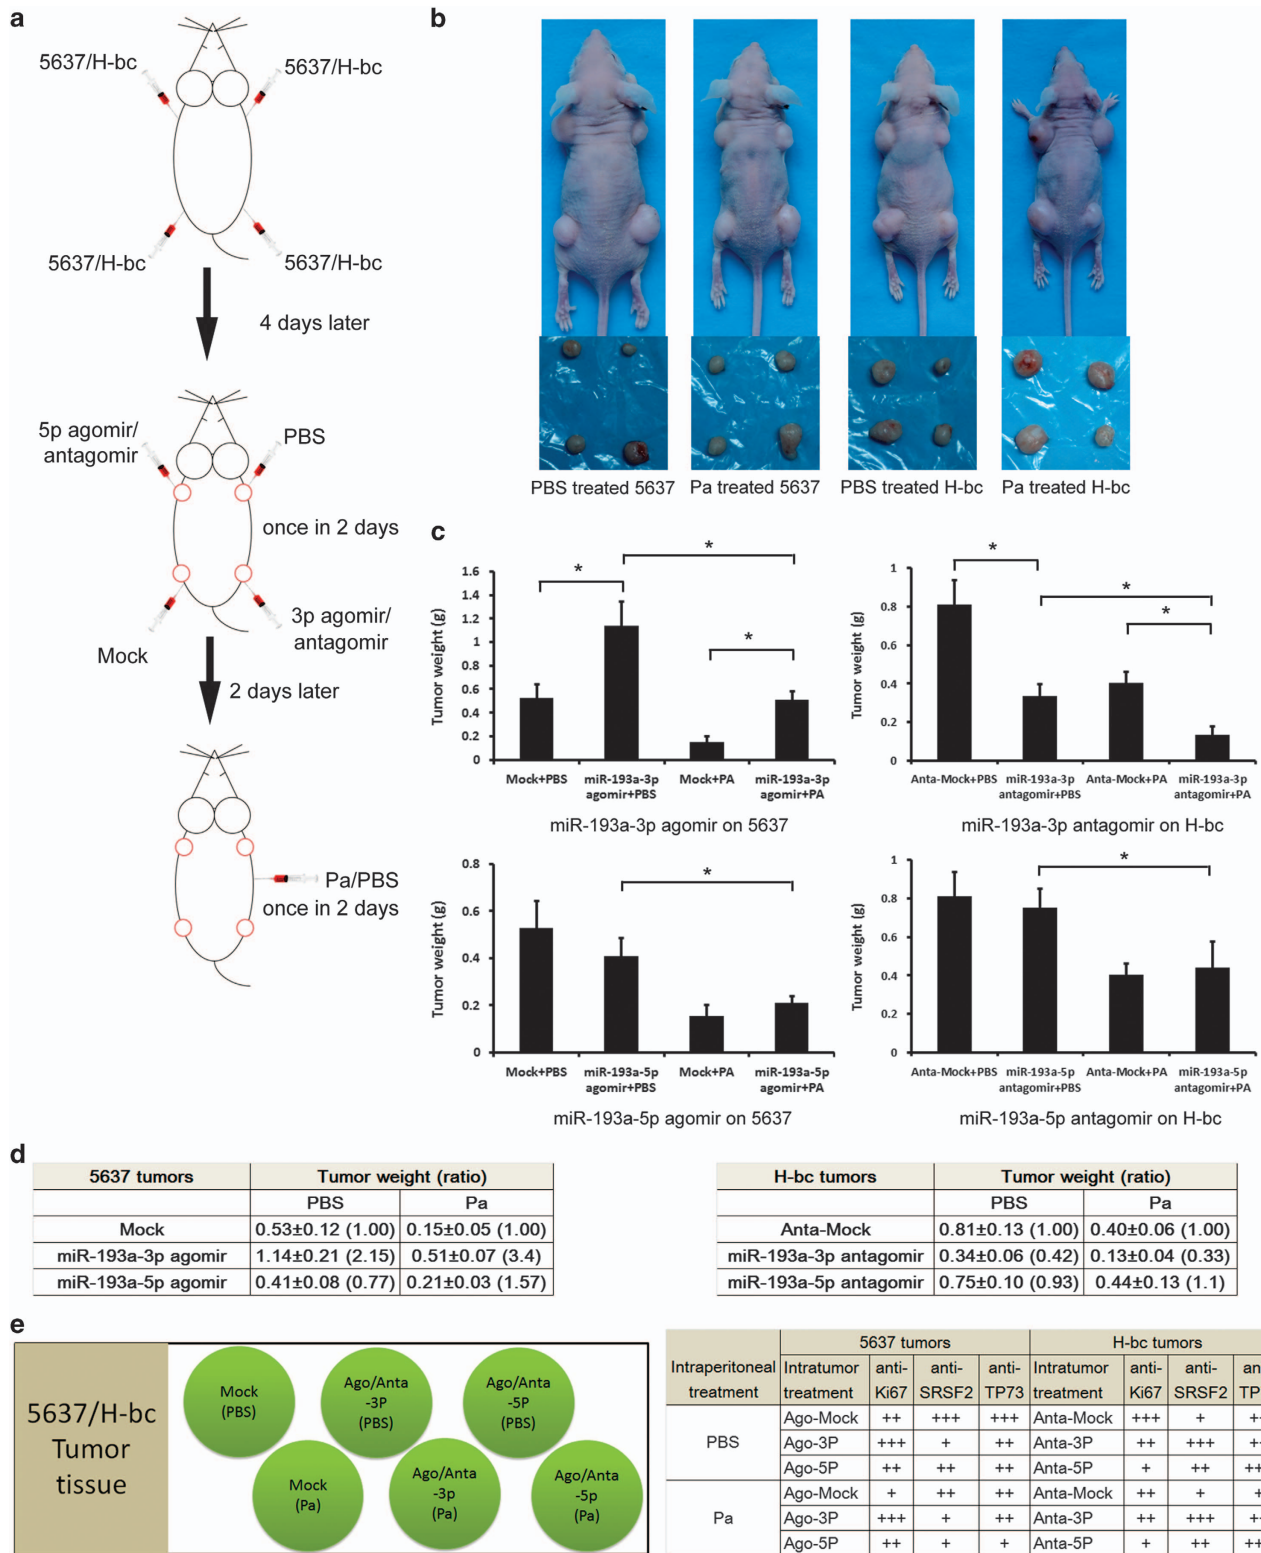 a
5637/H-bc
5637/H-bc
5637/H-bc
5637/H-bc
4 days later
5p agomir/
antagomir
PBS
once in 2 days
Mock
3p agomir/
antagomir
2 days later
Pa/PBS
once in 2 days
b
PBS treated 5637
Pa treated 5637
PBS treated H-bc
Pa treated H-bc
c
Tumor weight (g)
1.6
1.4
1.2
1
0.8
0.6
0.4
0.2
0
*
*
*
Mock+PBS
miR-193a-3p
agomir+PBS
Mock+PA
miR-193a-3p
agomir+PA
miR-193a-3p agomir on 5637
Tumor weight (g)
1
0.8
0.6
0.4
0.2
0
*
*
*
Anta-Mock+PBS
miR-193a-3p
antagomir+PBS
Anta-Mock+PA
miR-193a-3p
antagomir+PA
miR-193a-3p antagomir on H-bc
Tumor weight (g)
0.8
0.6
0.4
0.2
0
*
Mock+PBS
miR-193a-5p
agomir+PBS
Mock+PA
miR-193a-5p
agomir+PA
miR-193a-5p agomir on 5637
Tumor weight (g)
1
0.8
0.6
0.4
0.2
0
*
Anta-Mock+PBS
miR-193a-5p
antagomir+PBS
Anta-Mock+PA
miR-193a-5p
antagomir+PA
miR-193a-5p antagomir on H-bc
d
5637 tumors Tumor weight (ratio)
PBS Pa
Mock 0.53±0.12 (1.00) 0.15±0.05 (1.00)
miR-193a-3p agomir 1.14±0.21 (2.15) 0.51±0.07 (3.4)
miR-193a-5p agomir 0.41±0.08 (0.77) 0.21±0.03 (1.57)
H-bc tumors Tumor weight (ratio)
PBS Pa
Anta-Mock 0.81±0.13 (1.00) 0.40±0.06 (1.00)
miR-193a-3p antagomir 0.34±0.06 (0.42) 0.13±0.04 (0.33)
miR-193a-5p antagomir 0.75±0.10 (0.93) 0.44±0.13 (1.1)
e
5637/H-bc
Tumor
tissue
Mock
(PBS)
Ago/Anta
-3P
(PBS)
Ago/Anta
-5P
(PBS)
Mock
(Pa)
Ago/Anta
-3p
(Pa)
Ago/Anta
-5p
(Pa)
5637 tumors H-bc tumors
Intraperitoneal Intratumor anti- anti- anti- Intratumor anti- anti-
treatment treatment Ki67 SRSF2 TP73 treatment Ki67 SRSF2
PBS
Ago-Mock ++ +++ +++ Anta-Mock +++ +
Ago-3P +++ + ++ Anta-3P ++ +++
Ago-5P ++ ++ ++ Anta-5P + ++
Pa
Ago-Mock + ++ ++ Anta-Mock ++ +
Ago-3P +++ + ++ Anta-3P ++ +++
Ago-5P ++ + + Anta-5P + ++